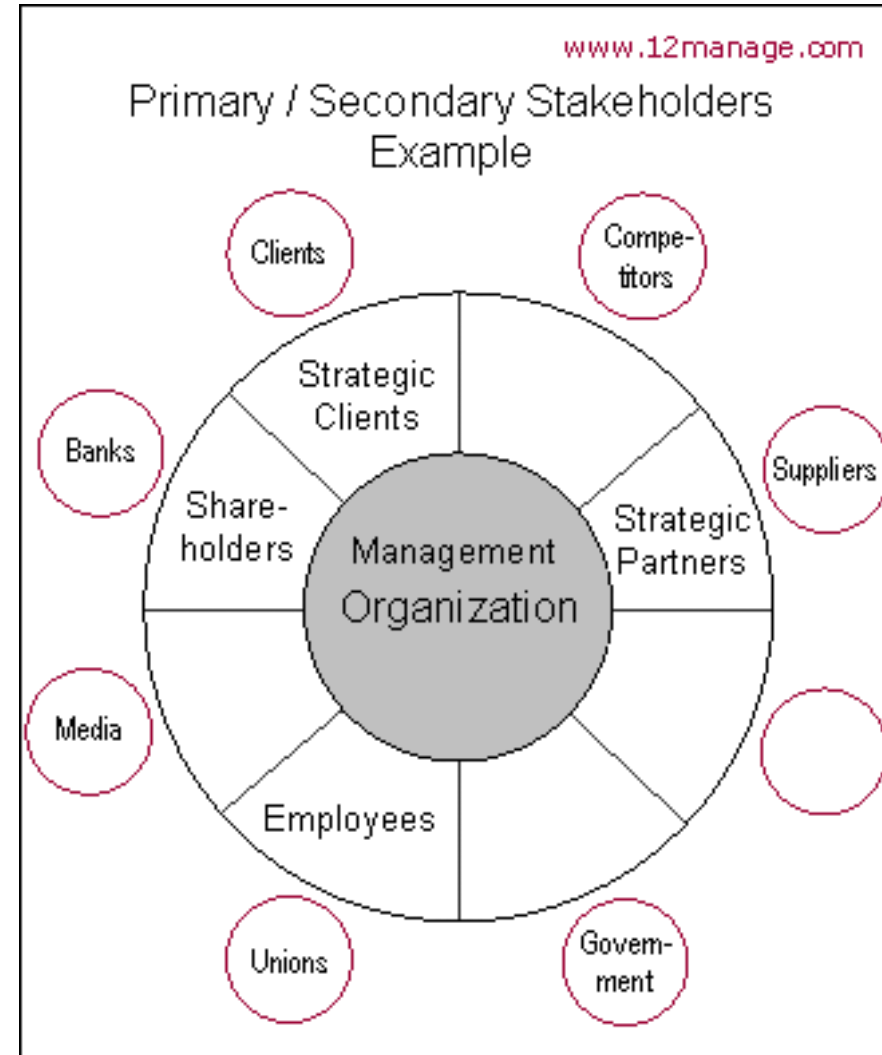 www.12manage.com
Primary / Secondary Stakeholders
Example
Clients
Compe-
titors
Strategic
Clients
Banks
Suppliers
Share-
holders
Strategic
Partners
Management
Organization
Media
Employees
Unions
Govern-
ment